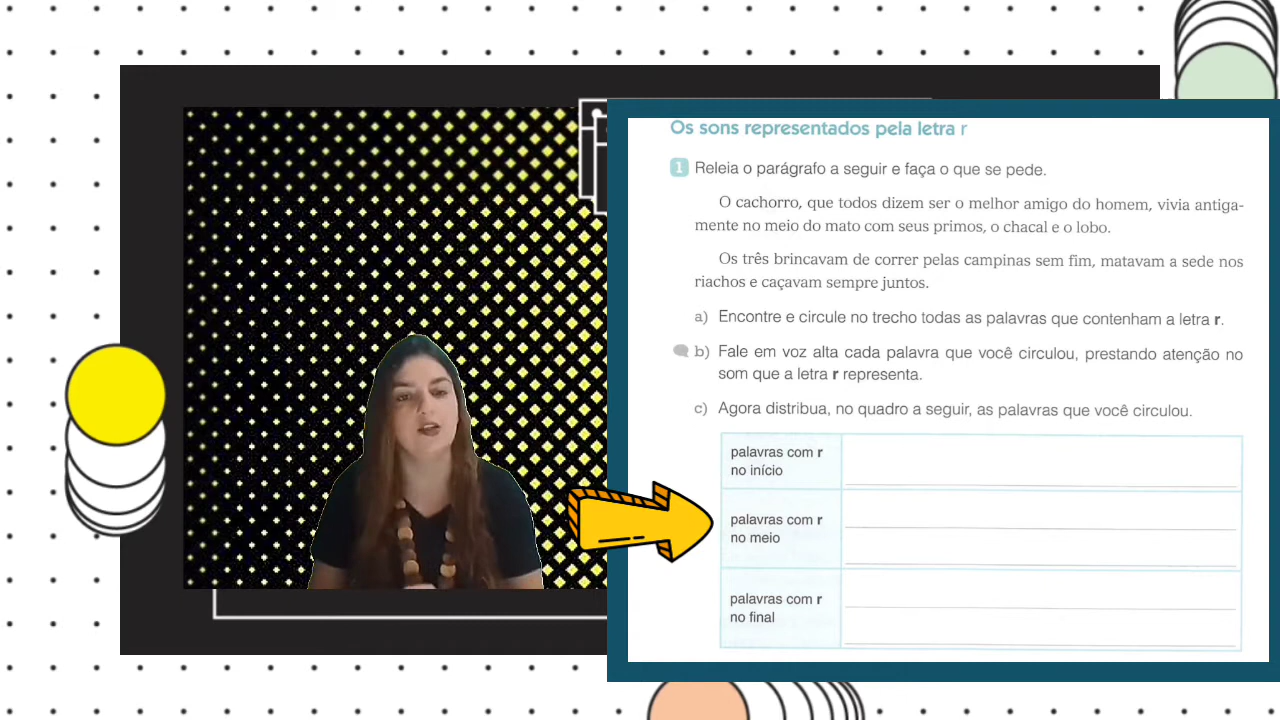 Os sons representados pela letra r
1 Releia o parágrafo a seguir e faça o que se pede.
O cachorro, que todos dizem ser o melhor amigo do homem, vivia antiga-
mente no meio do mato com seus primos, o chacal e o lobo.
Os três brincavam de correr pelas campinas sem fim, matavam a sede nos
riachos e caçavam sempre juntos.
a) Encontre e circule no trecho todas as palavras que contenham a letra r.
b) Fale em voz alta cada palavra que você circulou, prestando atenção no
som que a letra r representa.
c) Agora distribua, no quadro a seguir, as palavras que você circulou.
palavras com r
no início
palavras com r
no meio
palavras com r
no final